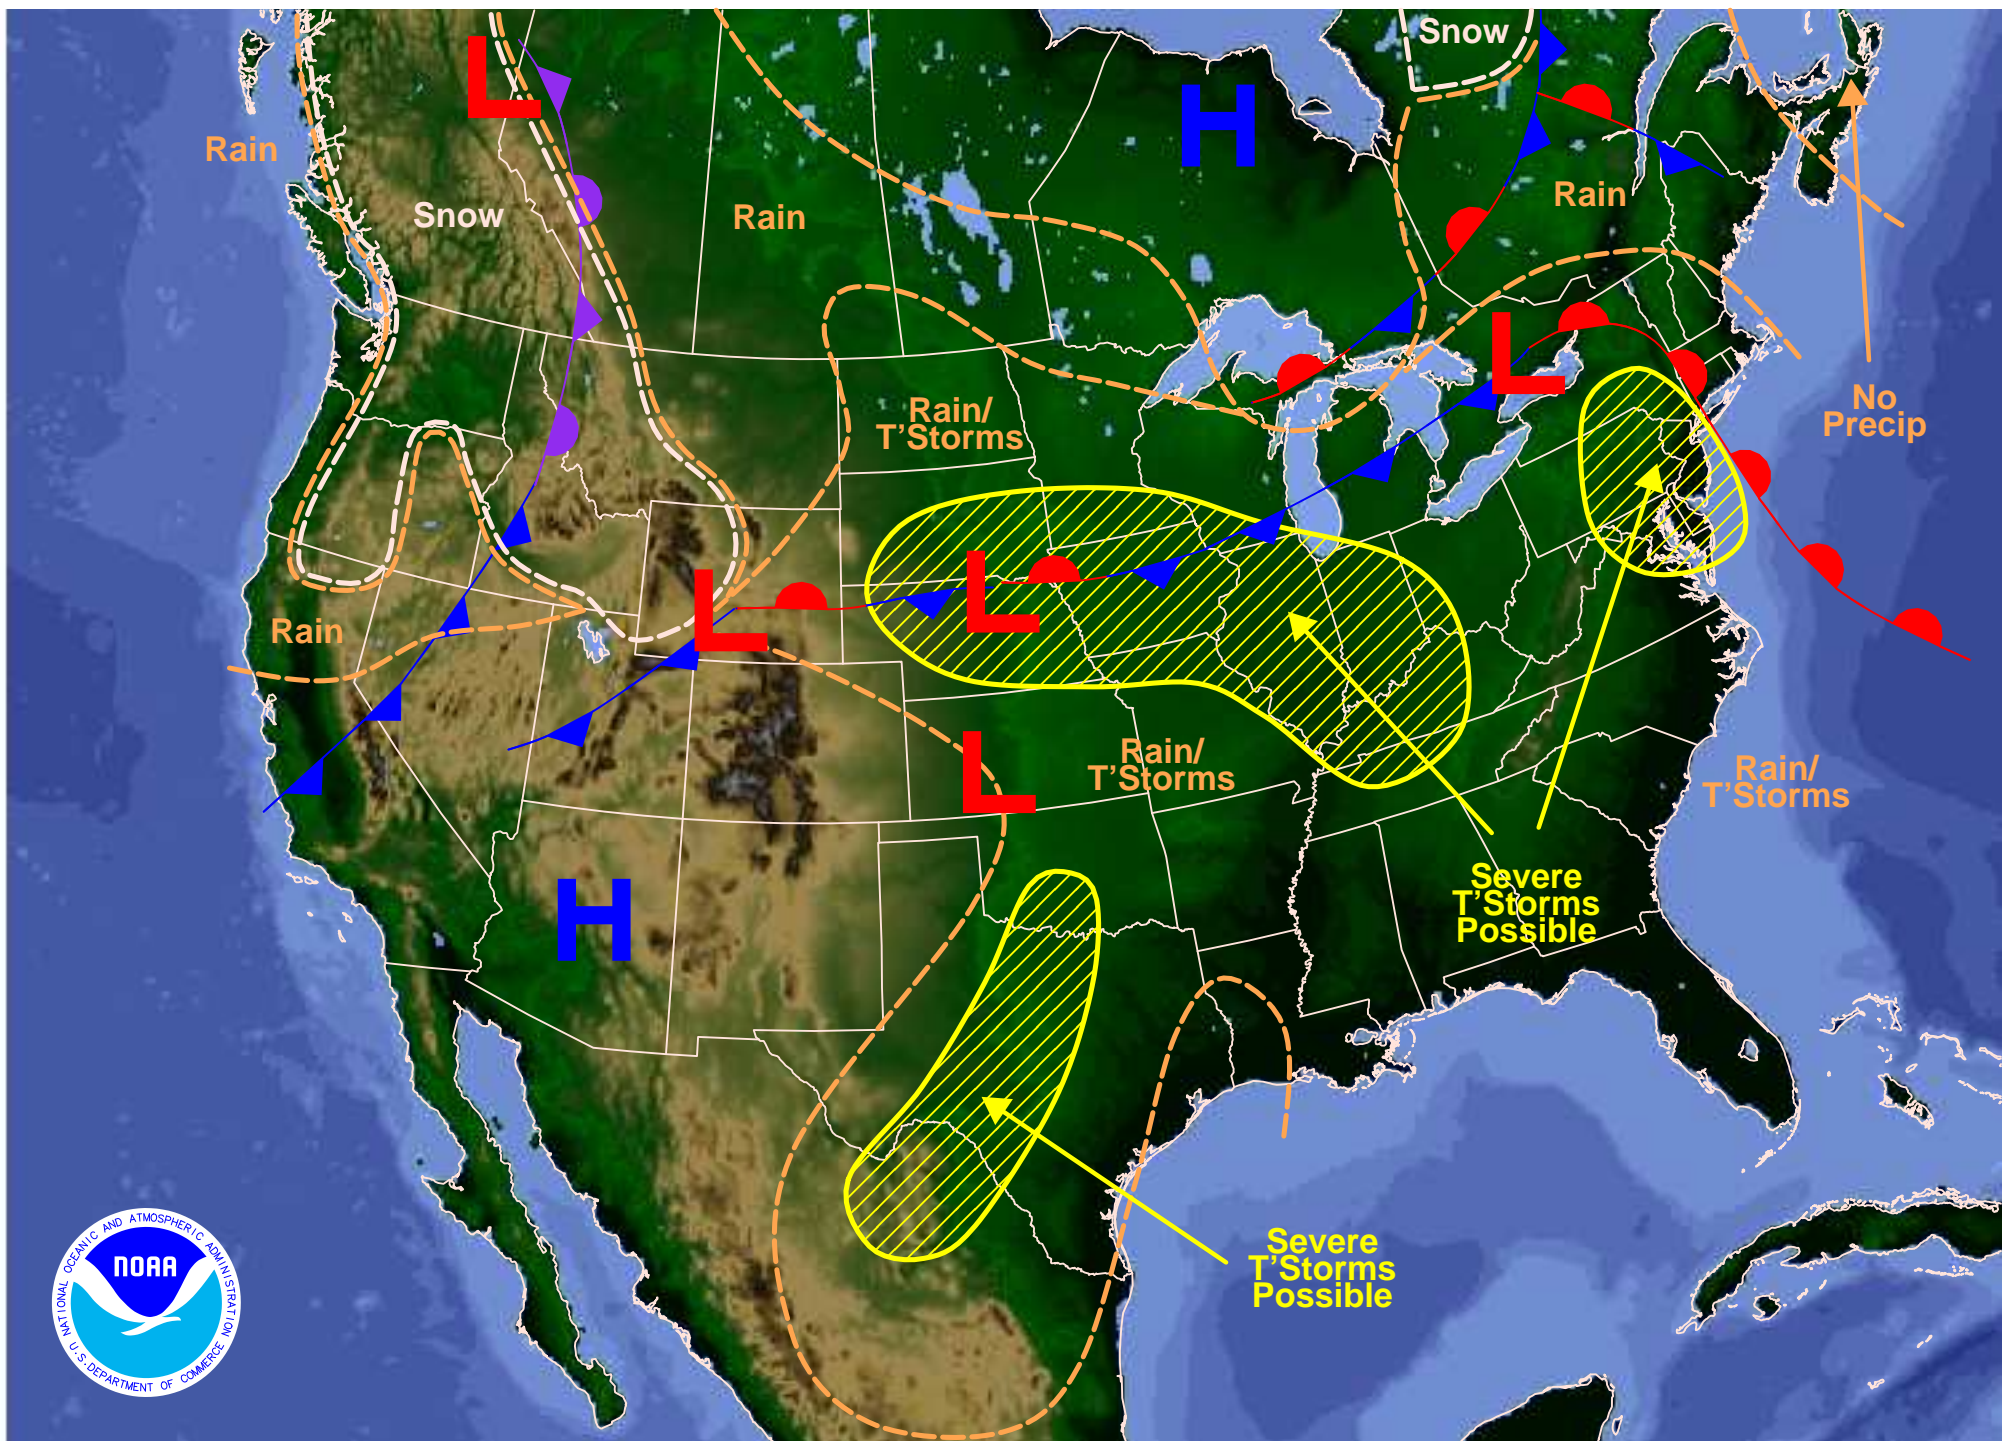 Snow
L
H
Rain
Snow
Rain
Rain
L
No
Precip
Rain/
T'Storms
L
L
Rain
L
Rain/
T'Storms
Rain/
T'Storms
H
Severe
T'Storms
Possible
Severe
T'Storms
Possible
NATIONAL OCEANIC AND ATMOSPHERIC ADMINISTRATION
NOAA
U.S. DEPARTMENT OF COMMERCE